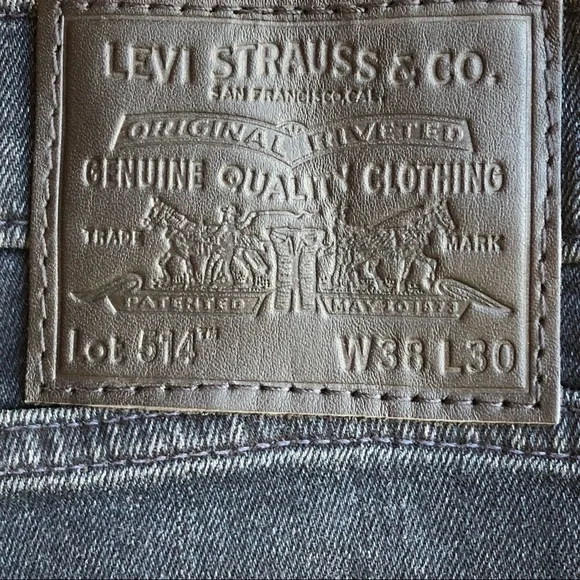 LEVI STRAUSS & CO.
SAN FRANCISCO, CAL.
ORIGINAL RIVETED
GENUINE QUALITY CLOTHING
TRADE MARK
PATENTED MAY 20 1873
Lot 514™ W38 L30